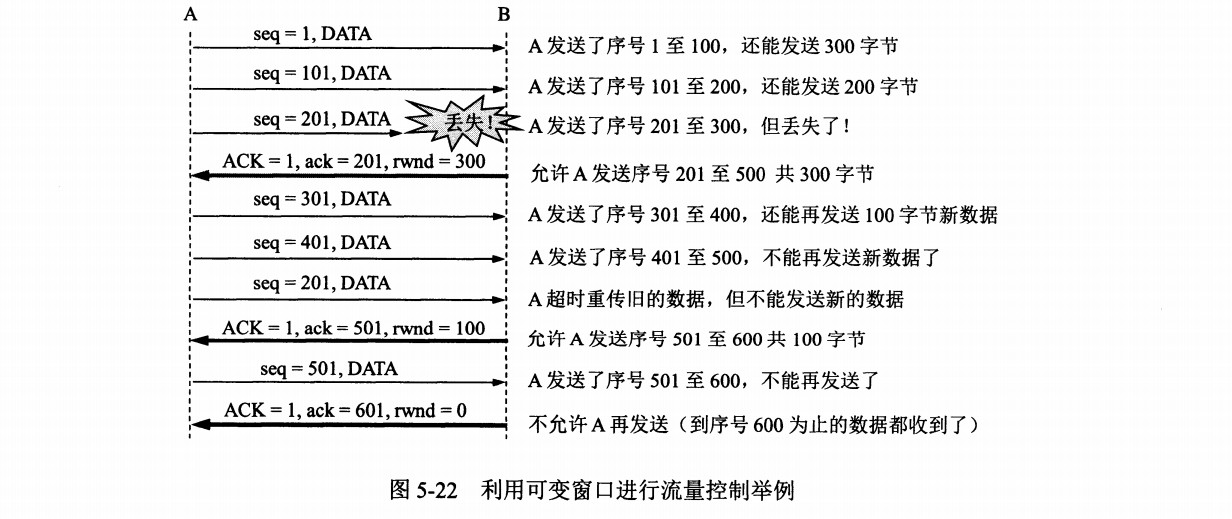 A B
seq = 1, DATA A 发送了序号 1 至 100，还能发送 300 字节
seq = 101, DATA A 发送了序号 101 至 200，还能发送 200 字节
seq = 201, DATA 丢失！ A 发送了序号 201 至 300，但丢失了！
ACK = 1, ack = 201, rwnd = 300 允许 A 发送序号 201 至 500 共 300 字节
seq = 301, DATA A 发送了序号 301 至 400，还能再发送 100 字节新数据
seq = 401, DATA A 发送了序号 401 至 500，不能再发送新数据了
seq = 201, DATA A 超时重传旧的数据，但不能发送新的数据
ACK = 1, ack = 501, rwnd = 100 允许 A 发送序号 501 至 600 共 100 字节
seq = 501, DATA A 发送了序号 501 至 600，不能再发送了
ACK = 1, ack = 601, rwnd = 0 不允许 A 再发送（到序号 600 为止的数据都收到了）
图 5-22 利用可变窗口进行流量控制举例